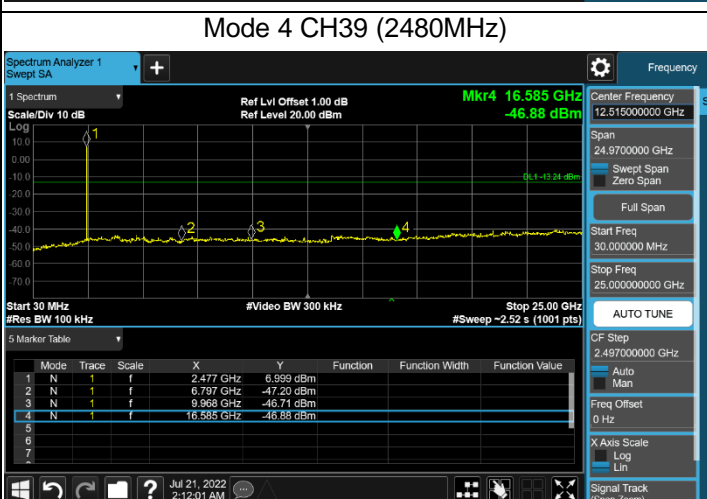 Mode 4 CH39 (2480MHz)
Spectrum Analyzer 1
Swept SA
+
Frequency
1 Spectrum
Scale/Div 10 dB
Ref Lvl Offset 1.00 dB
Ref Level 20.00 dBm
Mkr4 16.585 GHz
-46.88 dBm
Log
10.0
0.00
-10.0
-20.0
-30.0
-40.0
-50.0
-60.0
-70.0
1
2
3
4
DL1 -13.24 dBm
Start 30 MHz
#Video BW 300 kHz
Stop 25.00 GHz
#Res BW 100 kHz
#Sweep ~2.52 s (1001 pts)
5 Marker Table
Mode Trace Scale X Y Function Function Width Function Value
1 N 1 f 2.477 GHz 6.999 dBm
2 N 1 f 6.797 GHz -47.20 dBm
3 N 1 f 9.968 GHz -46.71 dBm
4 N 1 f 16.585 GHz -46.88 dBm
5
6
7
Jul 21, 2022
2:12:01 AM
?
Center Frequency
12.515000000 GHz
Span
24.9700000 GHz
Swept Span
Zero Span
Full Span
Start Freq
30.000000 MHz
Stop Freq
25.000000000 GHz
AUTO TUNE
CF Step
2.497000000 GHz
Auto
Man
Freq Offset
0 Hz
X Axis Scale
Log
Lin
Signal Track
(Span Zoom)